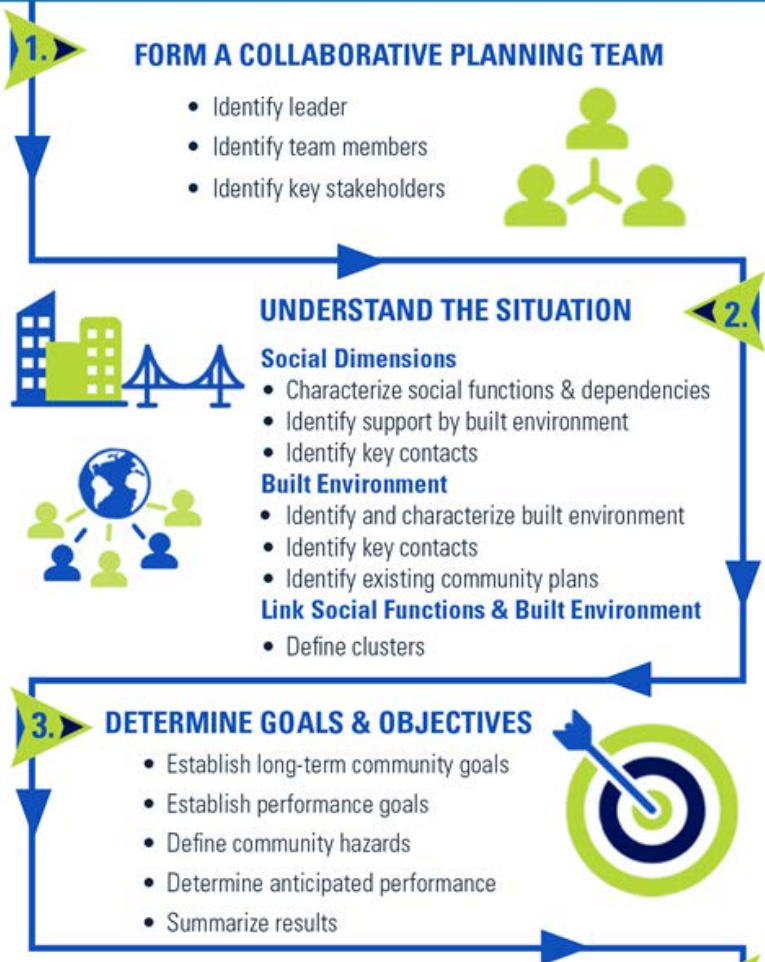 1.
FORM A COLLABORATIVE PLANNING TEAM
• Identify leader
• Identify team members
• Identify key stakeholders
2.
UNDERSTAND THE SITUATION
Social Dimensions
• Characterize social functions & dependencies
• Identify support by built environment
• Identify key contacts
Built Environment
• Identify and characterize built environment
• Identify key contacts
• Identify existing community plans
Link Social Functions & Built Environment
• Define clusters
3.
DETERMINE GOALS & OBJECTIVES
• Establish long-term community goals
• Establish performance goals
• Define community hazards
• Determine anticipated performance
• Summarize results